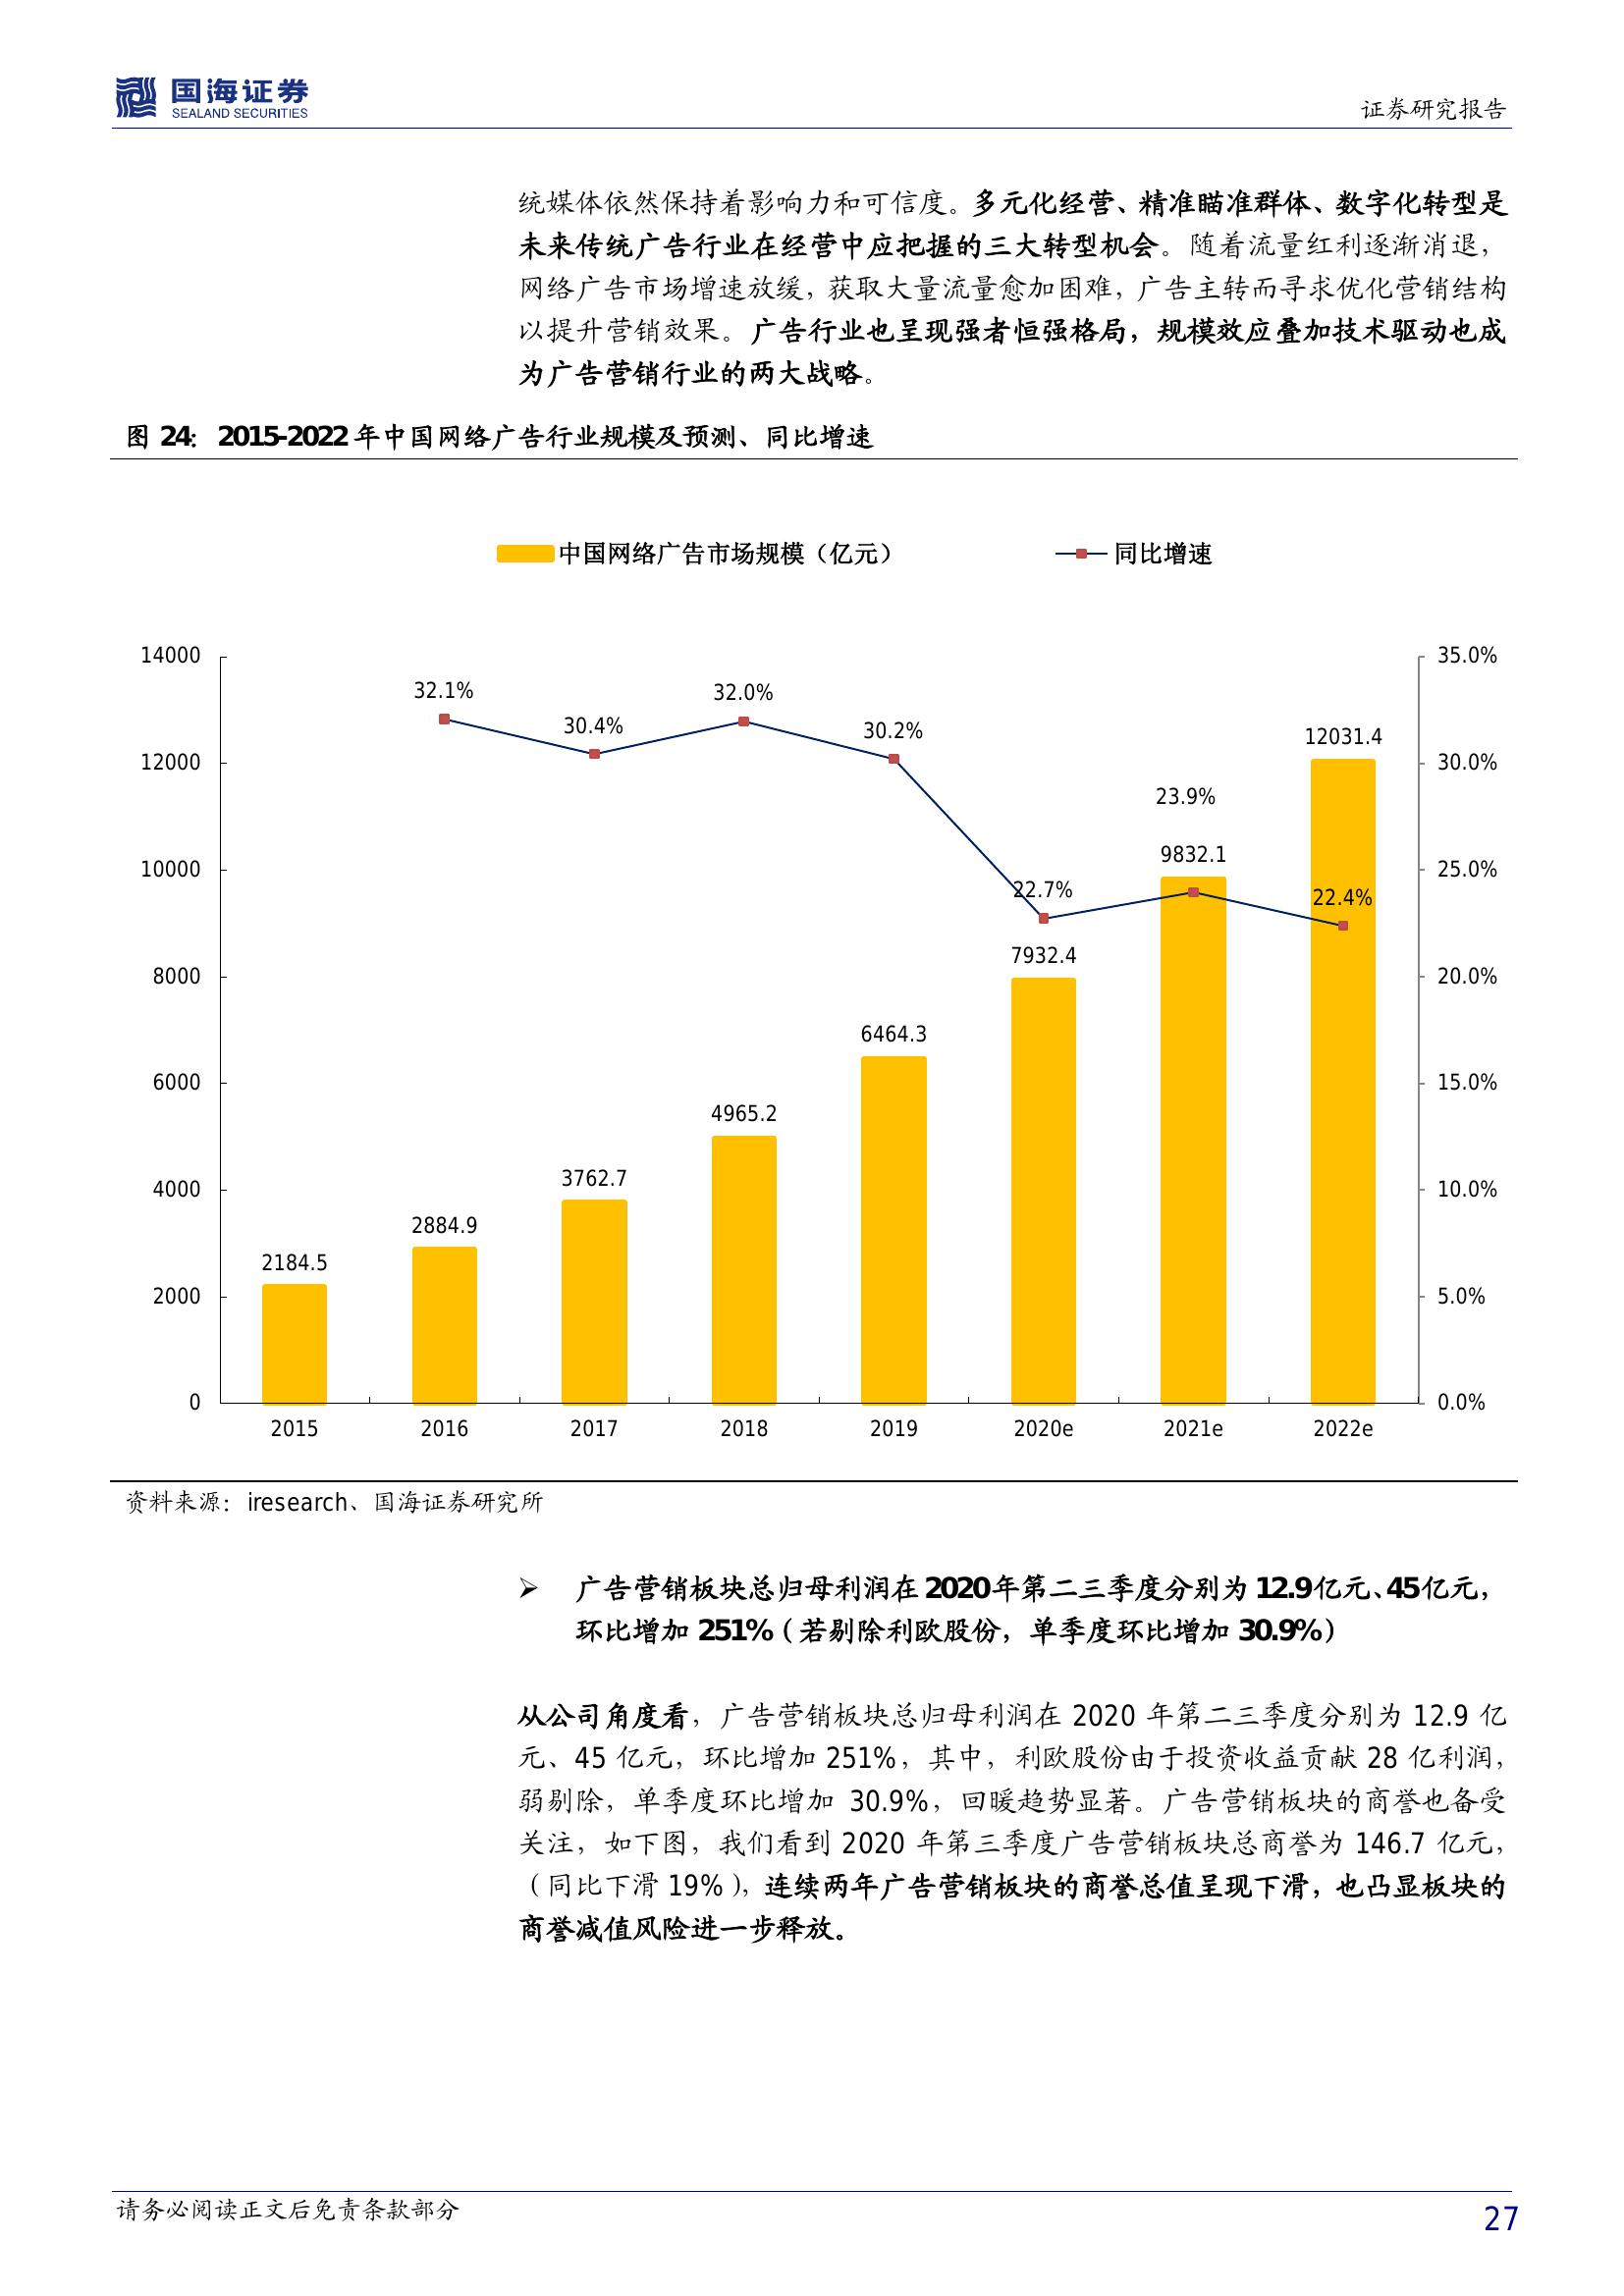 国海证券
SEALAND SECURITIES
证券研究报告
统媒体依然保持着影响力和可信度。多元化经营、精准瞄准群体、数字化转型是
未来传统广告行业在经营中应把握的三大转型机会。随着流量红利逐渐消退，
网络广告市场增速放缓，获取大量流量愈加困难，广告主转而寻求优化营销结构
以提升营销效果。广告行业也呈现强者恒强格局，规模效应叠加技术驱动也成
为广告营销行业的两大战略。
图 24：2015-2022 年中国网络广告行业规模及预测、同比增速
中国网络广告市场规模（亿元） 同比增速
14000
12000
10000
8000
6000
4000
2000
0
35.0%
30.0%
25.0%
20.0%
15.0%
10.0%
5.0%
0.0%
32.1%
30.4%
32.0%
30.2%
22.7%
23.9%
22.4%
2184.5
2884.9
3762.7
4965.2
6464.3
7932.4
9832.1
12031.4
2015 2016 2017 2018 2019 2020e 2021e 2022e
资料来源：iresearch、国海证券研究所
➢ 广告营销板块总归母利润在 2020 年第二三季度分别为 12.9 亿元、45 亿元，
环比增加 251%（若剔除利欧股份，单季度环比增加 30.9%）
从公司角度看，广告营销板块总归母利润在 2020 年第二三季度分别为 12.9 亿
元、45 亿元，环比增加 251%，其中，利欧股份由于投资收益贡献 28 亿利润，
弱剔除，单季度环比增加 30.9%，回暖趋势显著。广告营销板块的商誉也备受
关注，如下图，我们看到 2020 年第三季度广告营销板块总商誉为 146.7 亿元，
（同比下滑 19%），连续两年广告营销板块的商誉总值呈现下滑，也凸显板块的
商誉减值风险进一步释放。
请务必阅读正文后免责条款部分
27